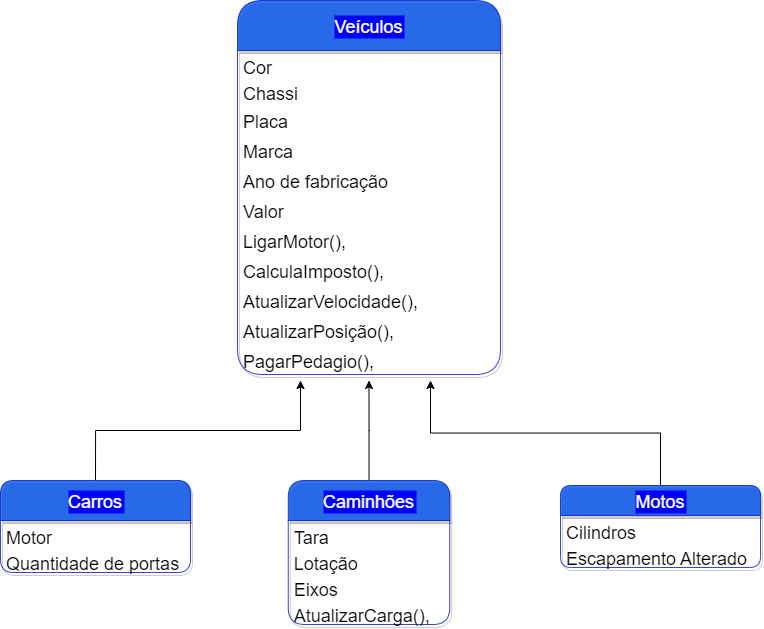 Veículos
Cor
Chassi
Placa
Marca
Ano de fabricação
Valor
LigarMotor(),
CalculaImposto(),
AtualizarVelocidade(),
AtualizarPosição(),
PagarPedagio(),
Carros
Motor
Quantidade de portas
Caminhões
Tara
Lotação
Eixos
AtualizarCarga(),
Motos
Cilindros
Escapamento Alterado